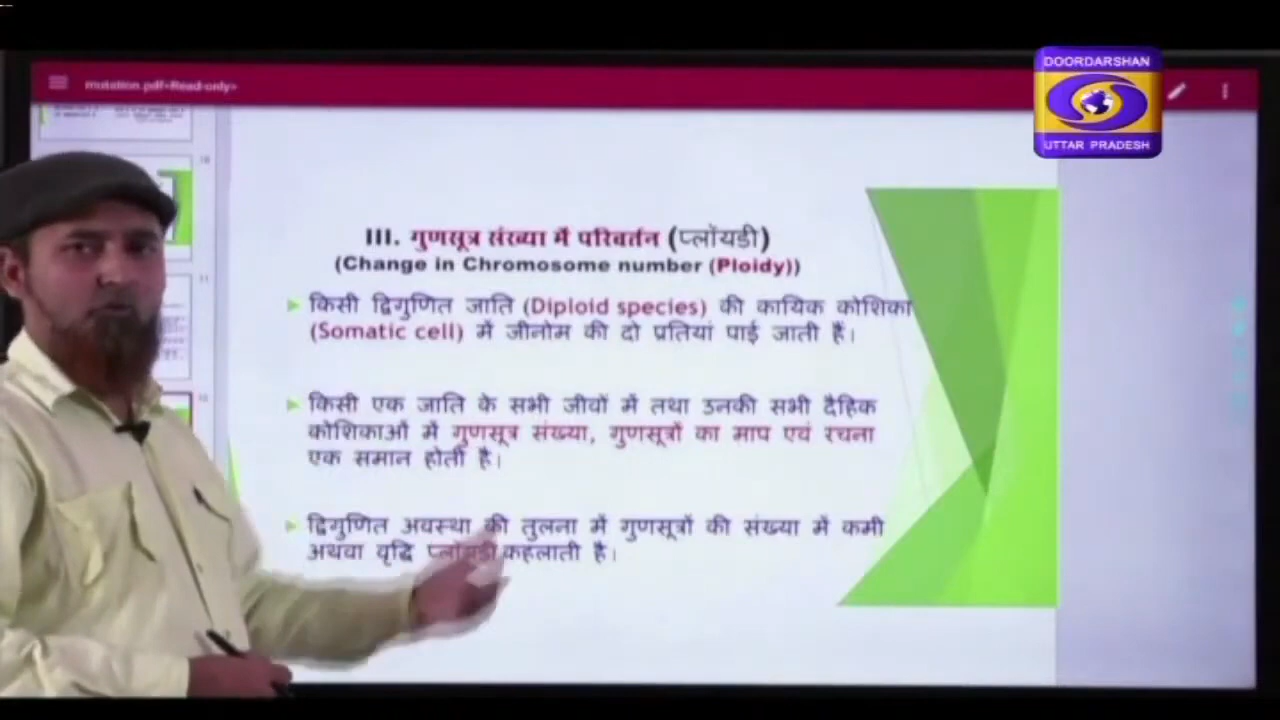 DOORDARSHAN
UTTAR PRADESH
mutation.pdf<Read-only>
III. गुणसूत्र संख्या में परिवर्तन (प्लॉयडी)
(Change in Chromosome number (Ploidy))
किसी द्विगुणित जाति (Diploid species) की कायिक कोशिका
(Somatic cell) में जीनोम की दो प्रतियां पाई जाती हैं।
किसी एक जाति के सभी जीवों में तथा उनकी सभी दैहिक
कोशिकाओं में गुणसूत्र संख्या, गुणसूत्रों का माप एवं रचना
एक समान होती है।
द्विगुणित अवस्था की तुलना में गुणसूत्रों की संख्या में कमी
अथवा वृद्धि प्लॉयडी कहलाती है।